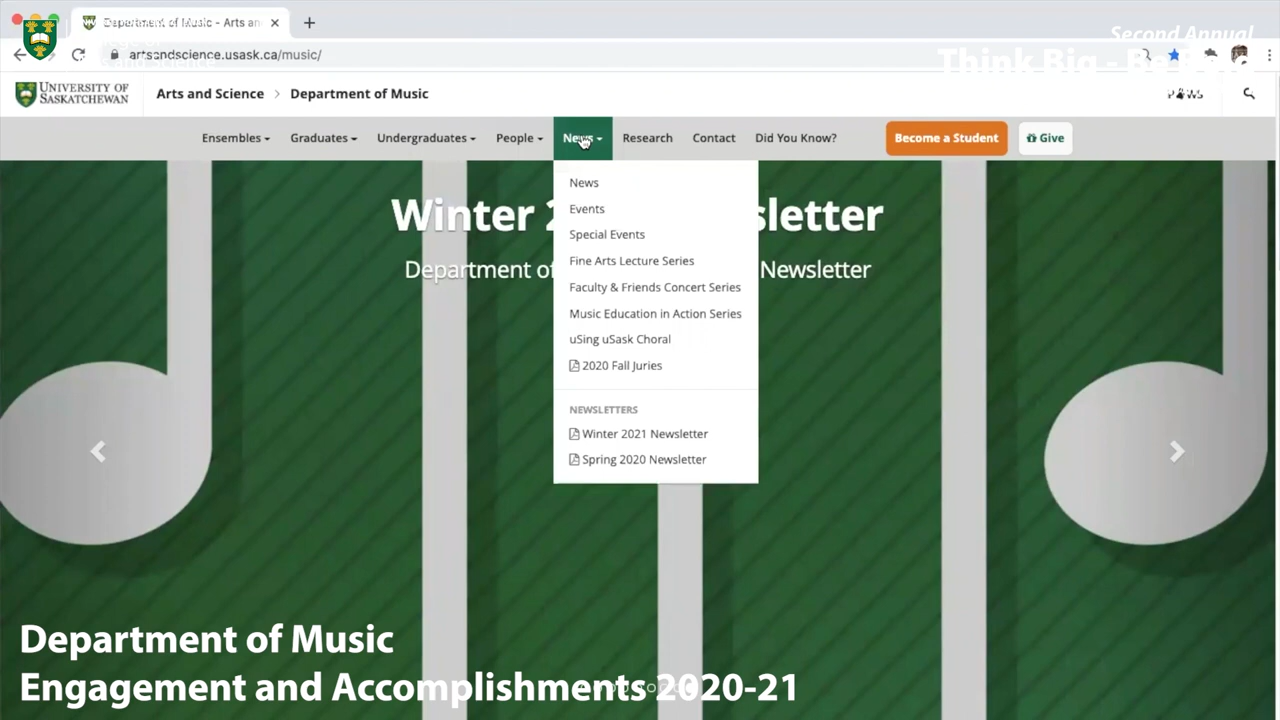 Department of Music - Arts an
Second Annual
artsandscience.usask.ca/music/
Think Big - Be Bold
UNIVERSITY OF
SASKATCHEWAN
Arts and Science > Department of Music
PAWS
Ensembles
Graduates
Undergraduates
People
News
Research
Contact
Did You Know?
Become a Student
Give
News
Events
Special Events
Fine Arts Lecture Series
Faculty & Friends Concert Series
Music Education in Action Series
uSing uSask Choral
2020 Fall Juries
NEWSLETTERS
Winter 2021 Newsletter
Spring 2020 Newsletter
Winter 2 sletter
Department of Newsletter
Department of Music
Engagement and Accomplishments 2020-21